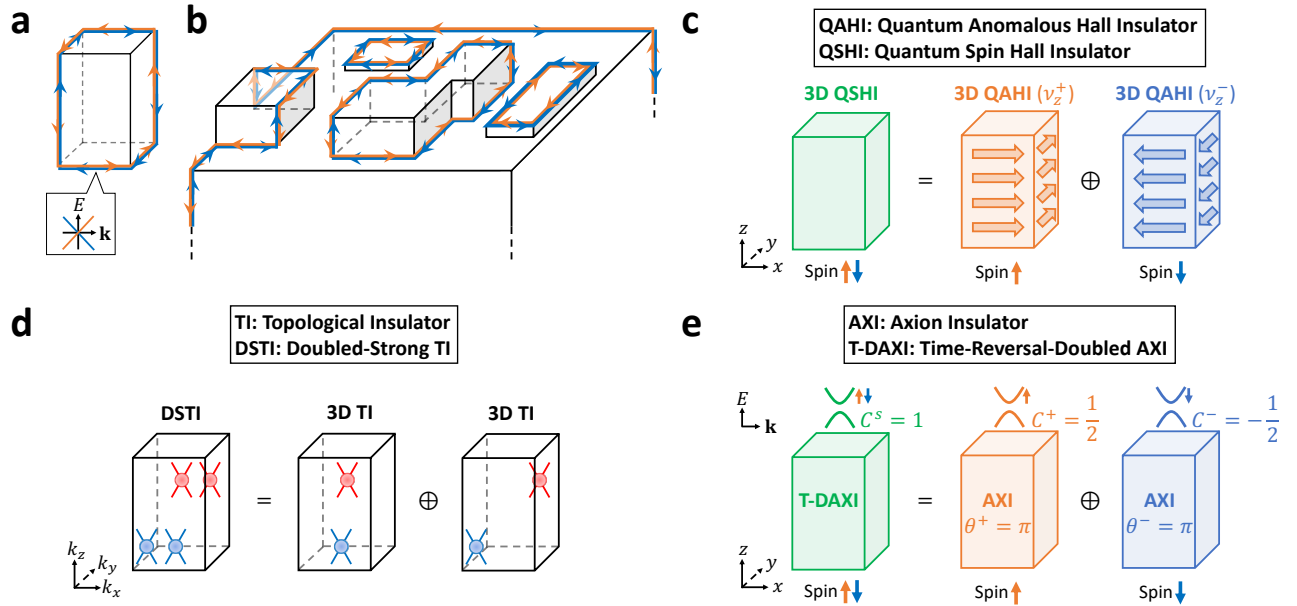 a
E
k
b
c
QAHI: Quantum Anomalous Hall Insulator
QSHI: Quantum Spin Hall Insulator
3D QSHI
3D QAHI (ν_z^+)
3D QAHI (ν_z^-)
=
⊕
z
y
x
Spin
Spin
Spin
d
TI: Topological Insulator
DSTI: Doubled-Strong TI
DSTI
3D TI
3D TI
=
⊕
k_z
k_y
k_x
e
AXI: Axion Insulator
T-DAXI: Time-Reversal-Doubled AXI
E
k
C^s = 1
C^+ = 1/2
C^- = -1/2
T-DAXI
=
AXI
θ^+ = π
⊕
AXI
θ^- = π
z
y
x
Spin
Spin
Spin